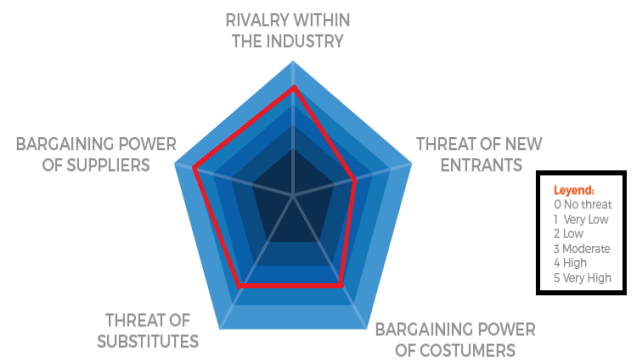 RIVALRY WITHIN
THE INDUSTRY
BARGAINING POWER
OF SUPPLIERS
THREAT OF NEW
ENTRANTS
Leyend:
0 No threat
1 Very Low
2 Low
3 Moderate
4 High
5 Very High
THREAT OF
SUBSTITUTES
BARGAINING POWER
OF COSTUMERS